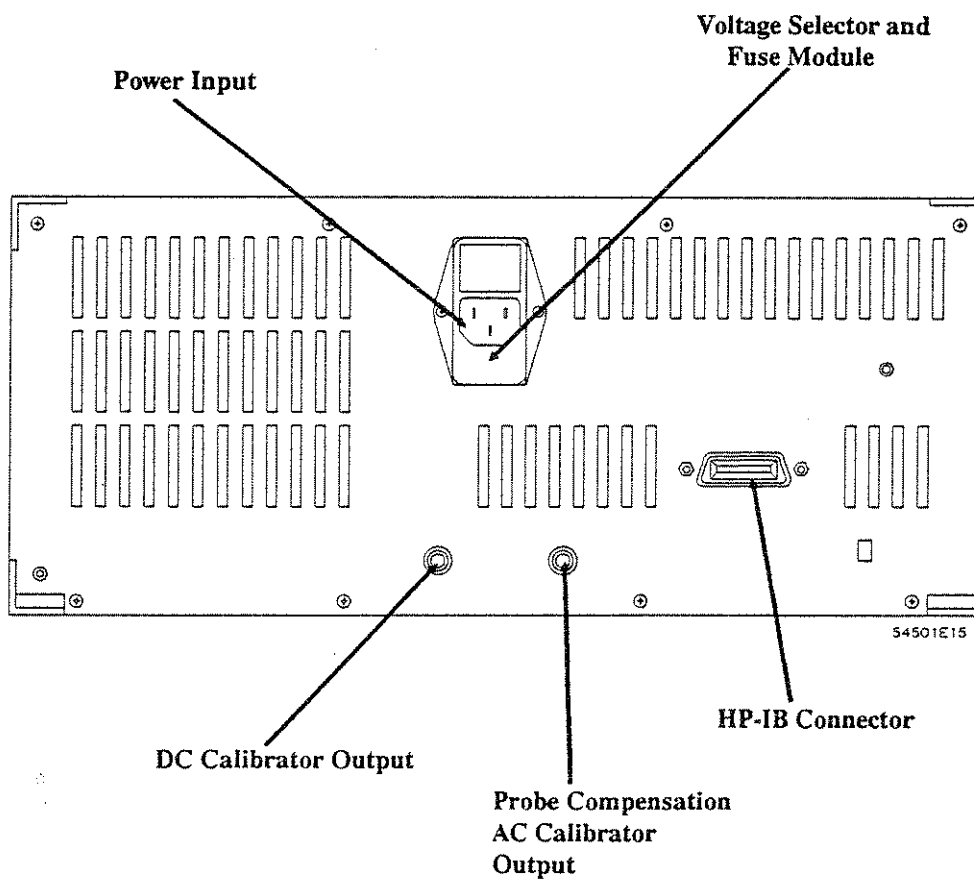 Voltage Selector and
Fuse Module
Power Input
54501E15
HP-IB Connector
DC Calibrator Output
Probe Compensation
AC Calibrator
Output